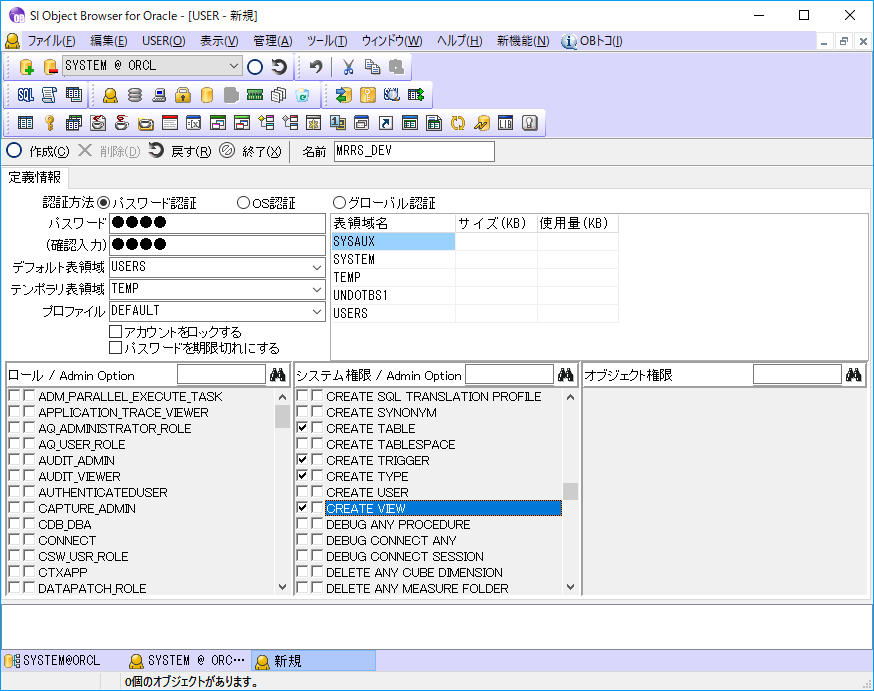 SI Object Browser for Oracle - [USER - 新規]
ファイル(F) 編集(E) USER(O) 表示(V) 管理(A) ツール(T) ウィンドウ(W) ヘルプ(H) 新機能(N) OBトコ(J)
SYSTEM @ ORCL
SQL
作成(C) 削除(D) 戻す(R) 終了(X) 名前 MRRS_DEV
定義情報
認証方法 パスワード認証 OS認証 グローバル認証
パスワード ●●●●
(確認入力) ●●●●
デフォルト表領域 USERS
テンポラリ表領域 TEMP
プロファイル DEFAULT
アカウントをロックする
パスワードを期限切れにする
表領域名 サイズ(KB) 使用量(KB)
SYSAUX
SYSTEM
TEMP
UNDOTBS1
USERS
ロール / Admin Option
ADM_PARALLEL_EXECUTE_TASK
APPLICATION_TRACE_VIEWER
AQ_ADMINISTRATOR_ROLE
AQ_USER_ROLE
AUDIT_ADMIN
AUDIT_VIEWER
AUTHENTICATEDUSER
CAPTURE_ADMIN
CDB_DBA
CONNECT
CSW_USR_ROLE
CTXAPP
DATAPATCH_ROLE
システム権限 / Admin Option
CREATE SQL TRANSLATION PROFILE
CREATE SYNONYM
CREATE TABLE
CREATE TABLESPACE
CREATE TRIGGER
CREATE TYPE
CREATE USER
CREATE VIEW
DEBUG ANY PROCEDURE
DEBUG CONNECT ANY
DEBUG CONNECT SESSION
DELETE ANY CUBE DIMENSION
DELETE ANY MEASURE FOLDER
オブジェクト権限
SYSTEM@ORCL SYSTEM @ ORC… 新規
0個のオブジェクトがあります。